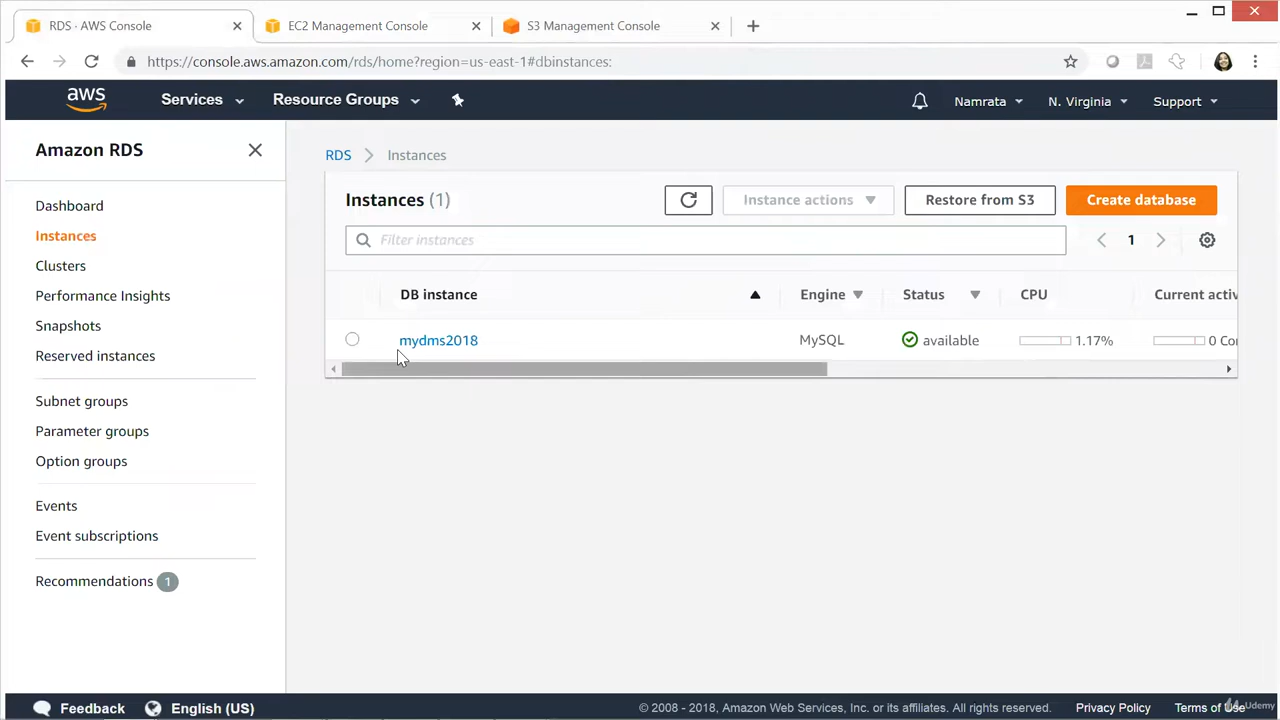 RDS · AWS Console
EC2 Management Console
S3 Management Console
https://console.aws.amazon.com/rds/home?region=us-east-1#dbinstances:
aws
Services
Resource Groups
Namrata
N. Virginia
Support
Amazon RDS
Dashboard
Instances
Clusters
Performance Insights
Snapshots
Reserved instances
Subnet groups
Parameter groups
Option groups
Events
Event subscriptions
Recommendations 1
RDS > Instances
Instances (1)
Instance actions
Restore from S3
Create database
Filter instances
1
DB instance
Engine
Status
CPU
Current activ
mydms2018
MySQL
available
1.17%
0 Con
Feedback
English (US)
© 2008 - 2018, Amazon Web Services, Inc. or its affiliates. All rights reserved.
Privacy Policy
Terms of Use
Udemy